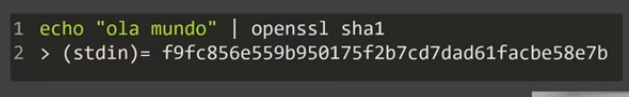 1 echo "ola mundo" | openssl sha1
2 > (stdin)= f9fc856e559b950175f2b7cd7dad61facbe58e7b